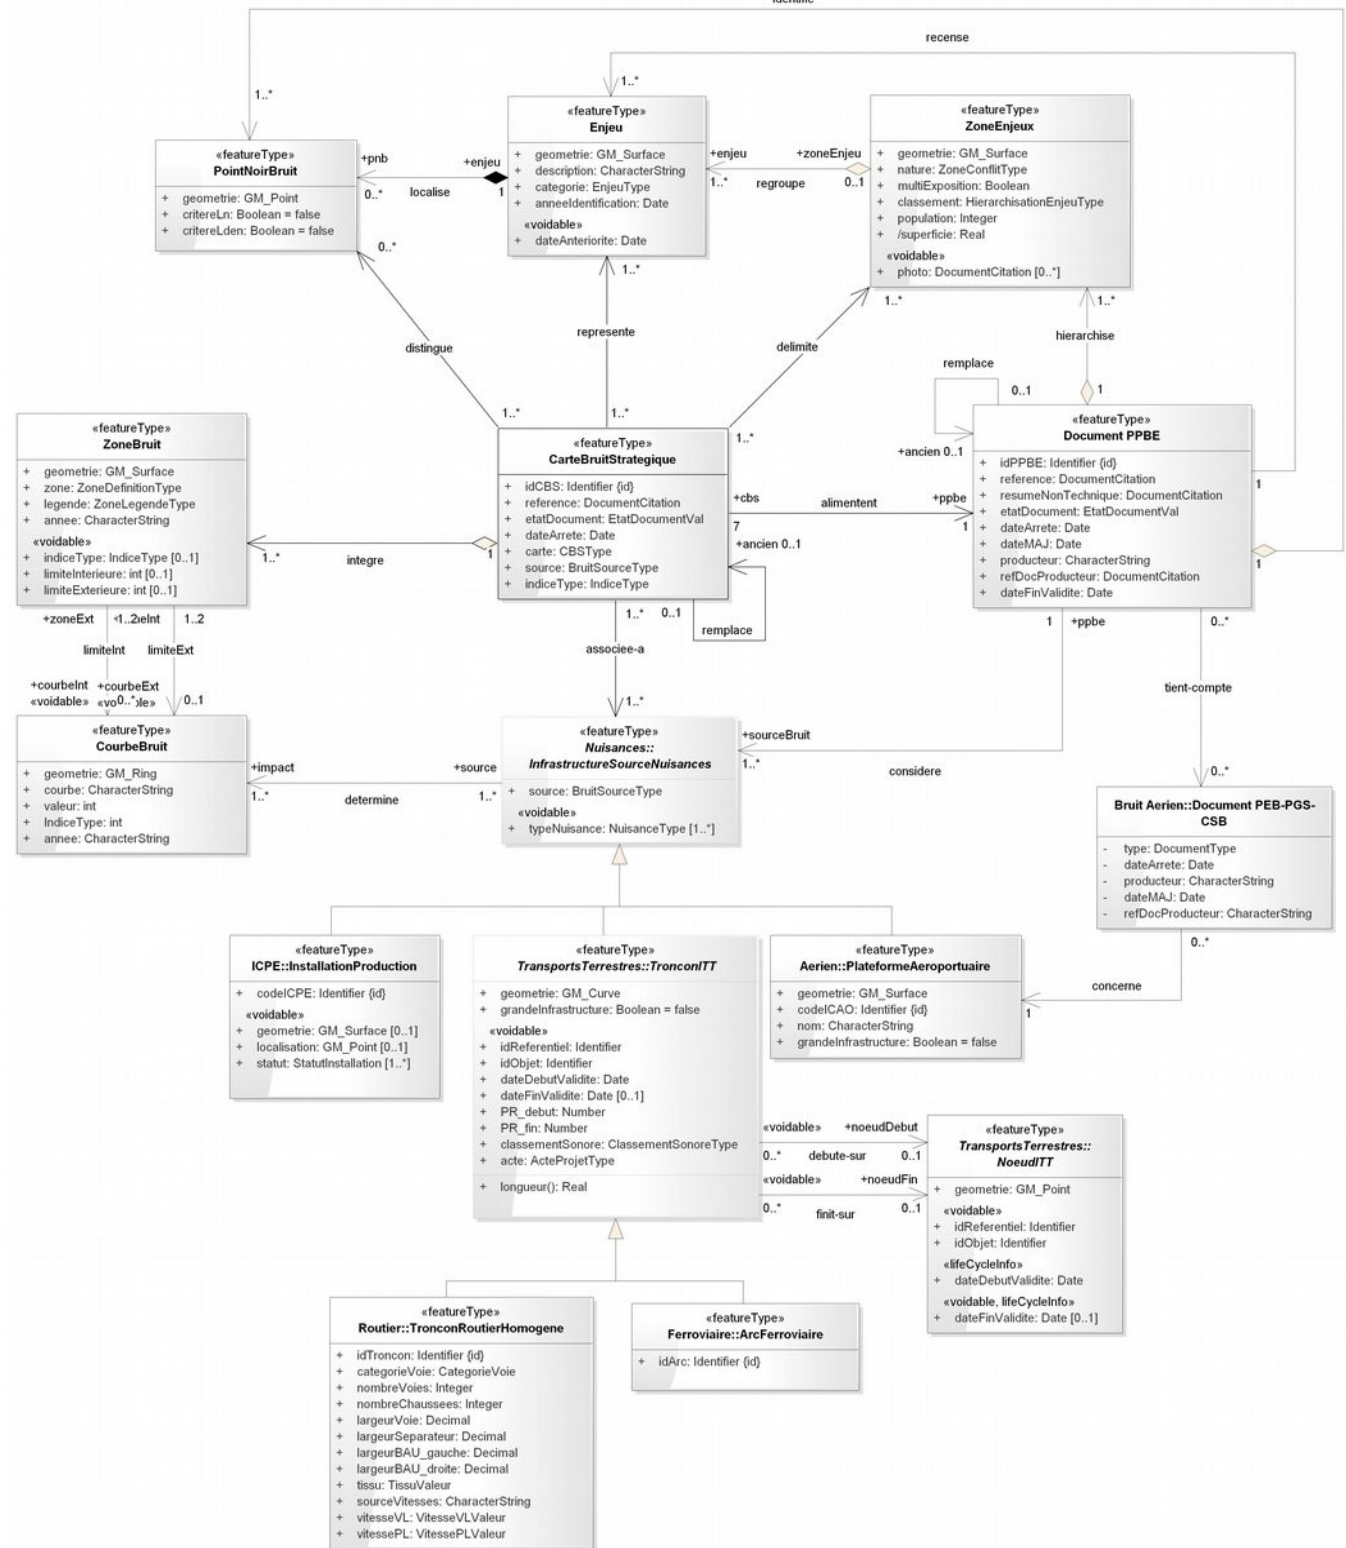 identifie
recense
1..*
1..*
«featureType»
PointNoirBruit
+ geometrie: GM_Point
+ critereLn: Boolean = false
+ critereLden: Boolean = false
+pnb
0..*
localise
+enjeu
1
«featureType»
Enjeu
+ geometrie: GM_Surface
+ description: CharacterString
+ categorie: EnjeuType
+ anneeIdentification: Date
«voidable»
+ dateAnteriorite: Date
+enjeu
1..*
regroupe
+zoneEnjeu
0..1
«featureType»
ZoneEnjeux
+ geometrie: GM_Surface
+ nature: ZoneConflitType
+ multiExposition: Boolean
+ classement: HierarchisationEnjeuType
+ population: Integer
+ /superficie: Real
«voidable»
+ photo: DocumentCitation [0..*]
0..*
distingue
1..*
1..*
represente
1..*
1..*
delimite
1..*
1..*
hierarchise
1
remplace
0..1
+ancien 0..1
«featureType»
ZoneBruit
+ geometrie: GM_Surface
+ zone: ZoneDefinitionType
+ legende: ZoneLegendeType
+ annee: CharacterString
«voidable»
+ indiceType: IndiceType [0..1]
+ limiteInterieure: int [0..1]
+ limiteExterieure: int [0..1]
1..*
integre
1
«featureType»
CarteBruitStrategique
+ idCBS: Identifier {id}
+ reference: DocumentCitation
+ etatDocument: EtatDocumentVal
+ dateArrete: Date
+ carte: CBSType
+ source: BruitSourceType
+ indiceType: IndiceType
+cbs
7
alimentent
+ppbe
1
+ancien 0..1
0..1
remplace
«featureType»
Document PPBE
+ idPPBE: Identifier {id}
+ reference: DocumentCitation
+ resumeNonTechnique: DocumentCitation
+ etatDocument: EtatDocumentVal
+ dateArrete: Date
+ dateMAJ: Date
+ producteur: CharacterString
+ refDocProducteur: DocumentCitation
+ dateFinValidite: Date
1
1
+zoneExt
1..2
1..2
limiteInt
limiteExt
+courbeInt
+courbeExt
«voidable»
0..*
0..1
1..*
associee-a
1..*
1
+ppbe
0..*
tient-compte
0..*
«featureType»
CourbeBruit
+ geometrie: GM_Ring
+ courbe: CharacterString
+ valeur: int
+ IndiceType: int
+ annee: CharacterString
+impact
1..*
determine
+source
1..*
«featureType»
Nuisances::
InfrastructureSourceNuisances
+ source: BruitSourceType
«voidable»
+ typeNuisance: NuisanceType [1..*]
+sourceBruit
1..*
considere
Bruit Aerien::Document PEB-PGS-
CSB
- type: DocumentType
- dateArrete: Date
- producteur: CharacterString
- dateMAJ: Date
- refDocProducteur: CharacterString
0..*
concerne
1
«featureType»
ICPE::InstallationProduction
+ codeICPE: Identifier {id}
«voidable»
+ geometrie: GM_Surface [0..1]
+ localisation: GM_Point [0..1]
+ statut: StatutInstallation [1..*]
«featureType»
TransportsTerrestres::TronconITT
+ geometrie: GM_Curve
+ grandeInfrastructure: Boolean = false
«voidable»
+ idReferentiel: Identifier
+ idObjet: Identifier
+ dateDebutValidite: Date
+ dateFinValidite: Date [0..1]
+ PR_debut: Number
+ PR_fin: Number
+ classementSonore: ClassementSonoreType
+ acte: ActeProjetType
+ longueur(): Real
«featureType»
Aerien::PlateformeAeroportuaire
+ geometrie: GM_Surface
+ codeICAO: Identifier {id}
+ nom: CharacterString
+ grandeInfrastructure: Boolean = false
«voidable»
+noeudDebut
0..*
debute-sur
0..1
«voidable»
+noeudFin
0..*
finit-sur
0..1
«featureType»
TransportsTerrestres::
NoeudITT
+ geometrie: GM_Point
«voidable»
+ idReferentiel: Identifier
+ idObjet: Identifier
«lifeCycleInfo»
+ dateDebutValidite: Date
«voidable, lifeCycleInfo»
+ dateFinValidite: Date [0..1]
«featureType»
Routier::TronconRoutierHomogene
+ idTroncon: Identifier {id}
+ categorieVoie: CategorieVoie
+ nombreVoies: Integer
+ nombreChaussees: Integer
+ largeurVoie: Decimal
+ largeurSeparateur: Decimal
+ largeurBAU_gauche: Decimal
+ largeurBAU_droite: Decimal
+ tissu: TissuValeur
+ sourceVitesses: CharacterString
+ vitesseVL: VitesseVLValeur
+ vitessePL: VitessePLValeur
«featureType»
Ferroviaire::ArcFerroviaire
+ idArc: Identifier {id}